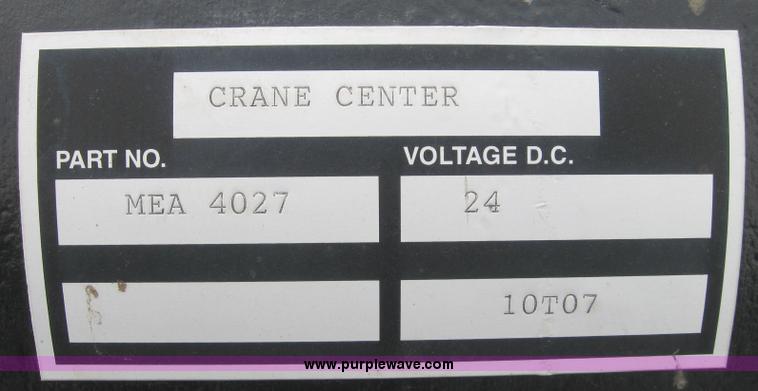 CRANE CENTER
PART NO. VOLTAGE D.C.
MEA 4027 24
10T07
www.purplewave.com